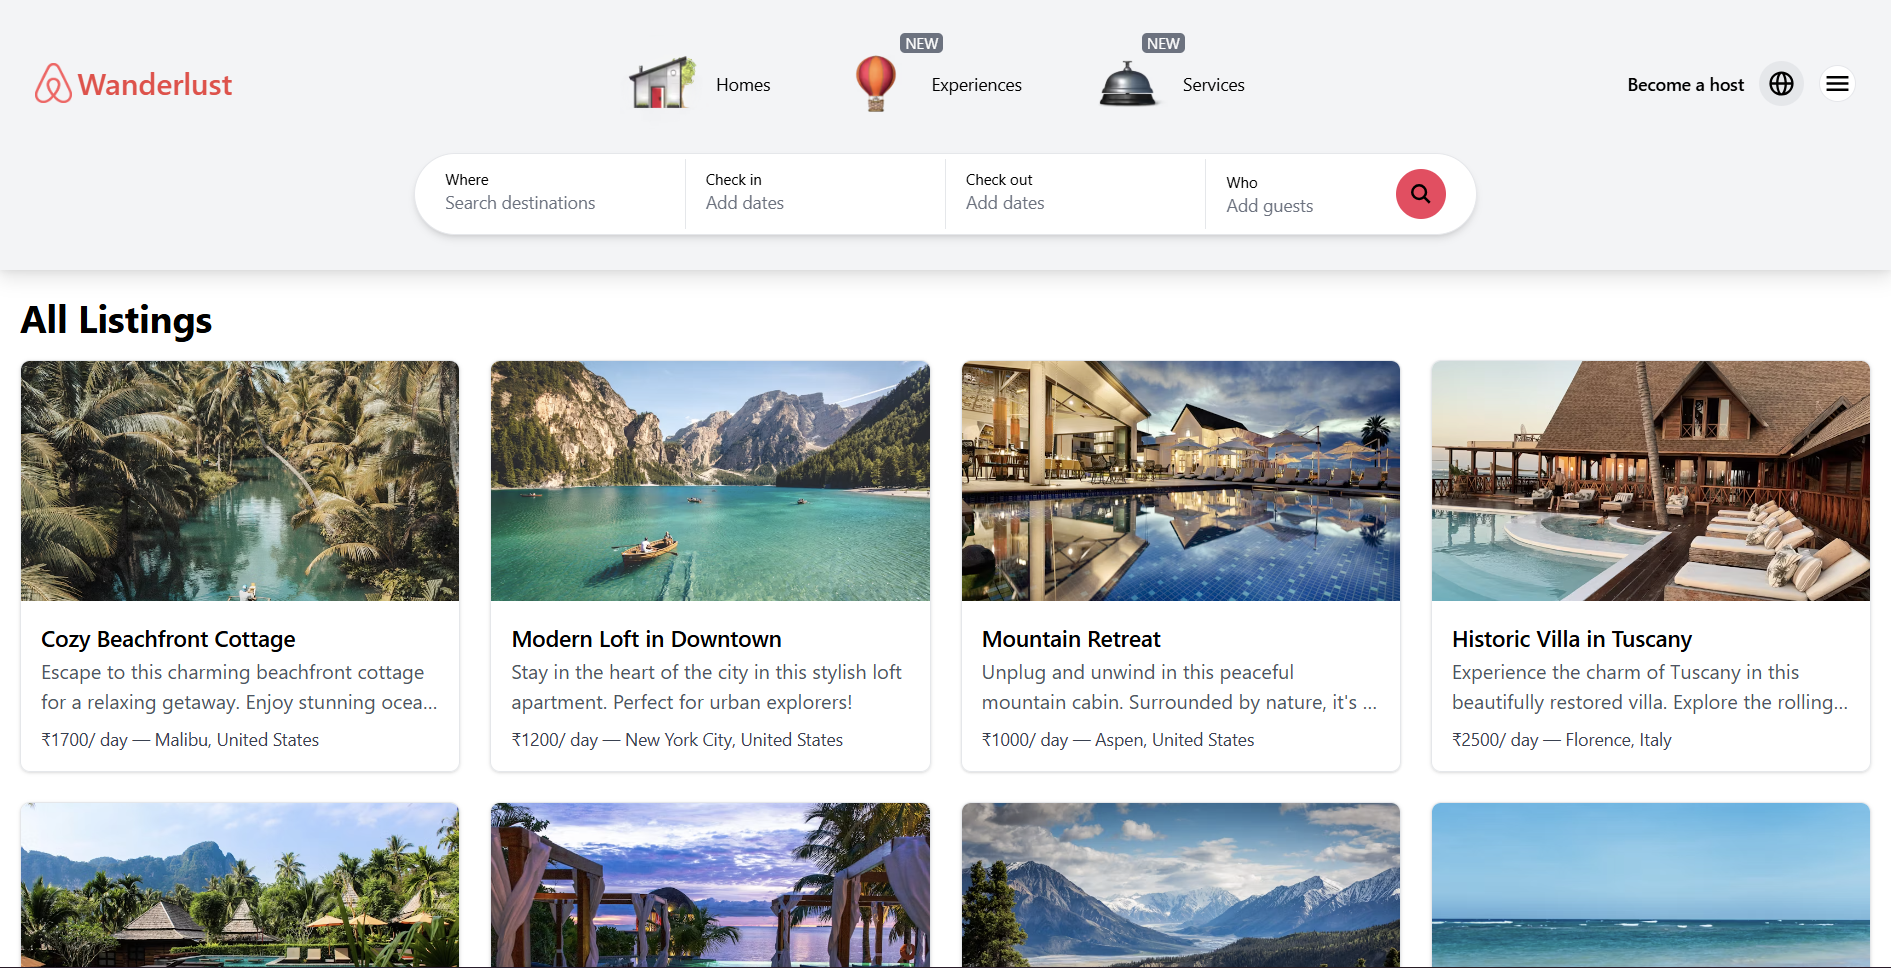 NEW
NEW
Wanderlust
Homes
Experiences
Services
Become a host
Where
Search destinations
Check in
Add dates
Check out
Add dates
Who
Add guests
All Listings
Cozy Beachfront Cottage
Escape to this charming beachfront cottage
for a relaxing getaway. Enjoy stunning ocea...
₹1700/ day — Malibu, United States
Modern Loft in Downtown
Stay in the heart of the city in this stylish loft
apartment. Perfect for urban explorers!
₹1200/ day — New York City, United States
Mountain Retreat
Unplug and unwind in this peaceful
mountain cabin. Surrounded by nature, it's ...
₹1000/ day — Aspen, United States
Historic Villa in Tuscany
Experience the charm of Tuscany in this
beautifully restored villa. Explore the rolling...
₹2500/ day — Florence, Italy